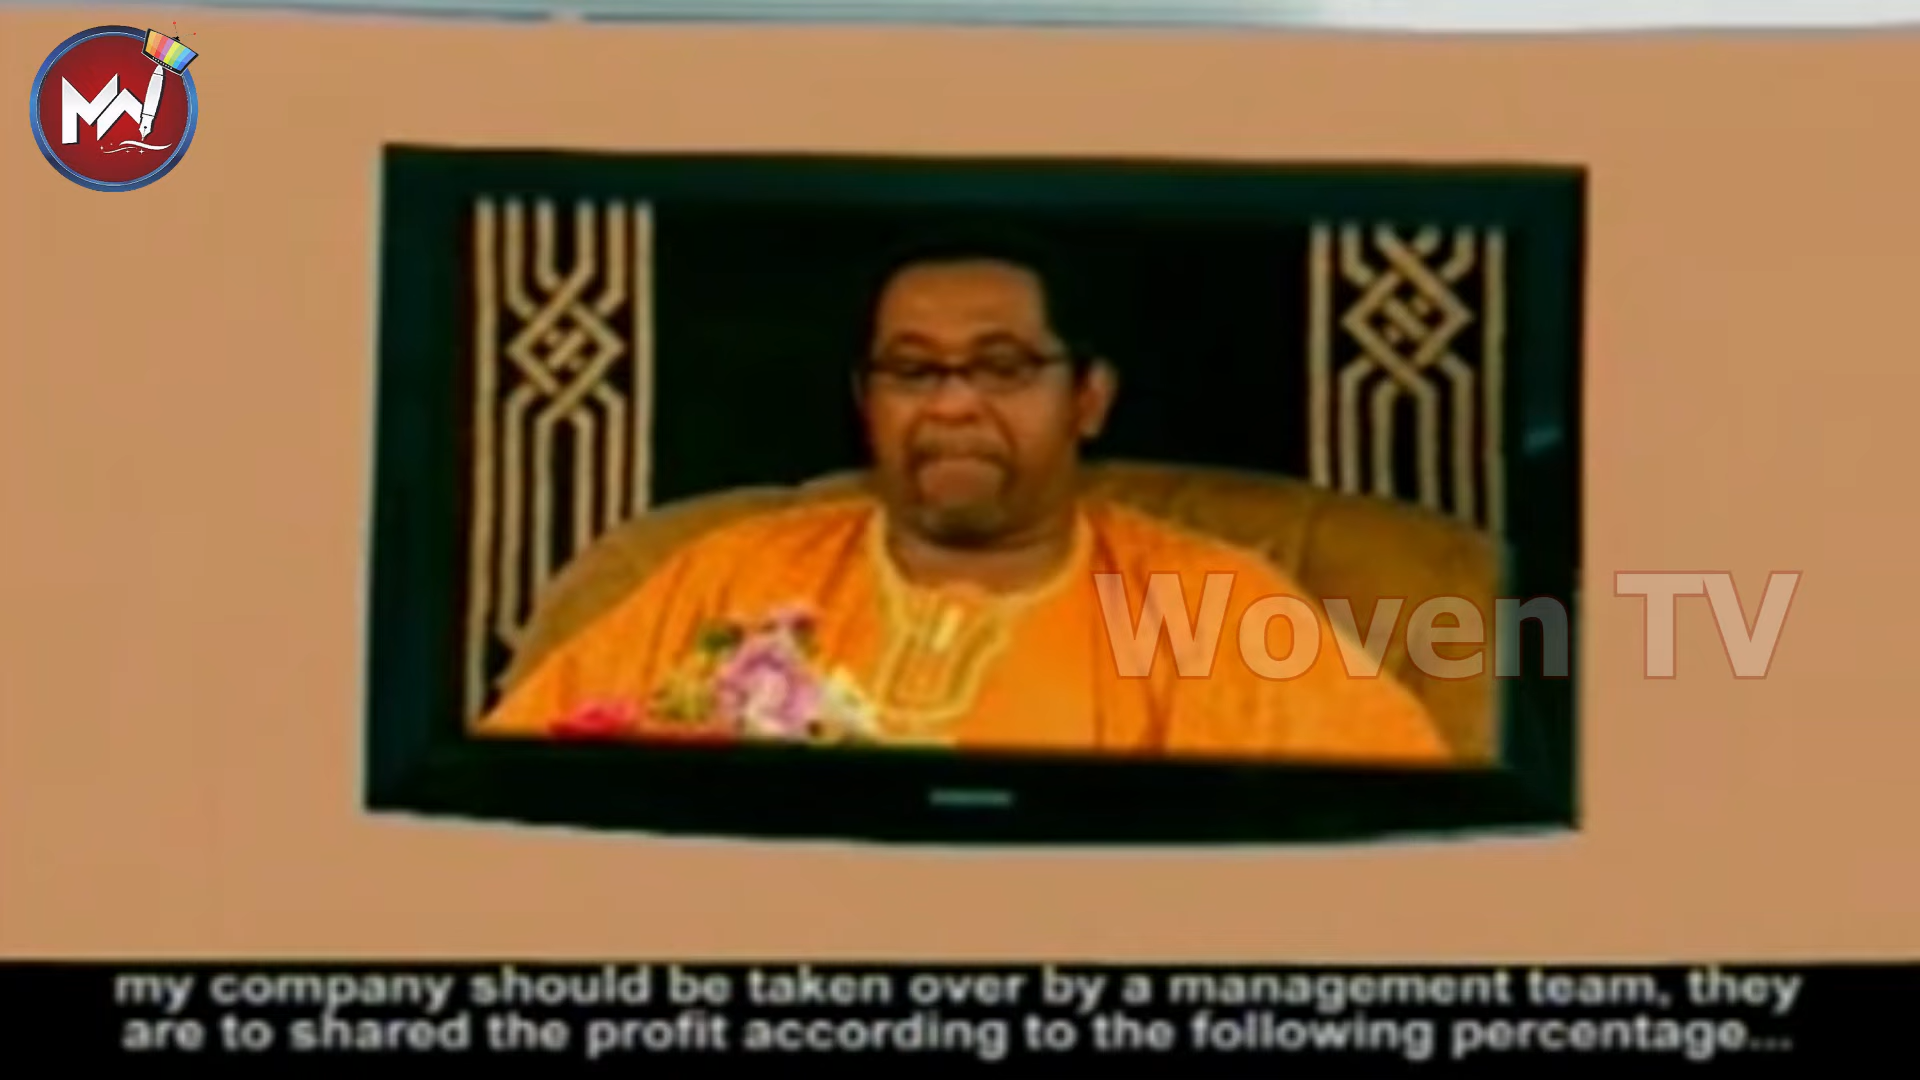 MW
Woven TV
my company should be taken over by a management team, they
are to shared the profit according to the following percentage...